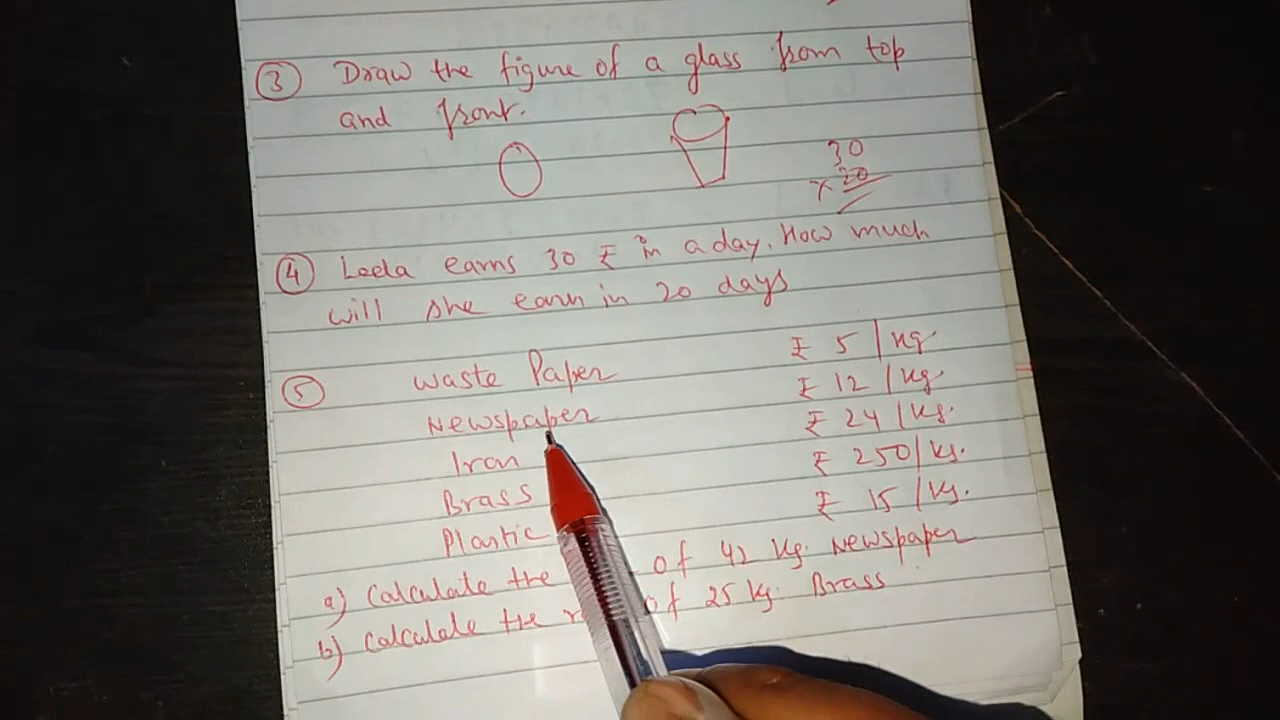 ③ Draw the figure of a glass from top
and front.
30
× 20
④ Leela earns 30 ₹ in a day. How much
will she earn in 20 days
⑤ Waste Paper ₹ 5 / kg
Newspaper ₹ 12 / kg
Iron ₹ 24 / kg.
Brass ₹ 250 / kg.
Plastic ₹ 15 / kg.
a) Calculate the of 42 kg. Newspaper
b) Calculate the of 25 kg. Brass